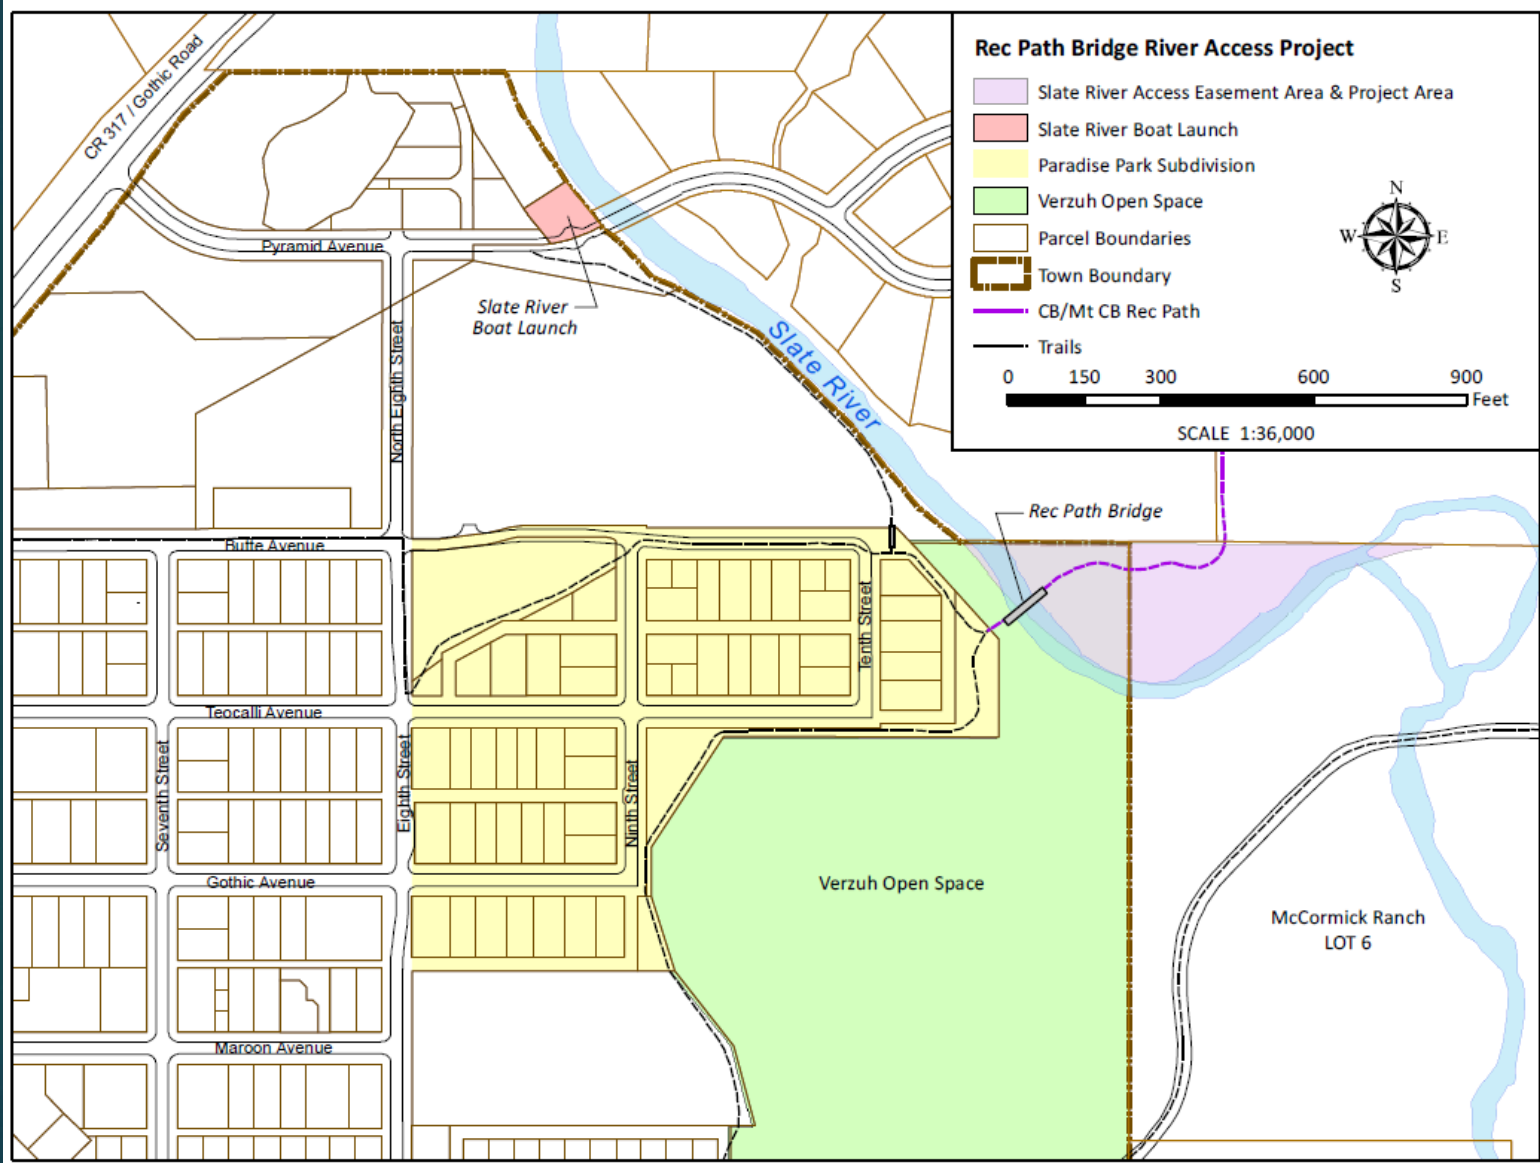 Rec Path Bridge River Access Project
Slate River Access Easement Area & Project Area
Slate River Boat Launch
Paradise Park Subdivision
Verzuh Open Space
Parcel Boundaries
Town Boundary
CB/Mt CB Rec Path
Trails
N
W
E
S
0 150 300 600 900
Feet
SCALE 1:36,000
CR 317 / Gothic Road
Pyramid Avenue
Slate River
Boat Launch
Slate River
North Eighth Street
Rec Path Bridge
Butte Avenue
Tenth Street
Teocalli Avenue
Seventh Street
Eighth Street
Ninth Street
Gothic Avenue
Verzuh Open Space
McCormick Ranch
LOT 6
Maroon Avenue